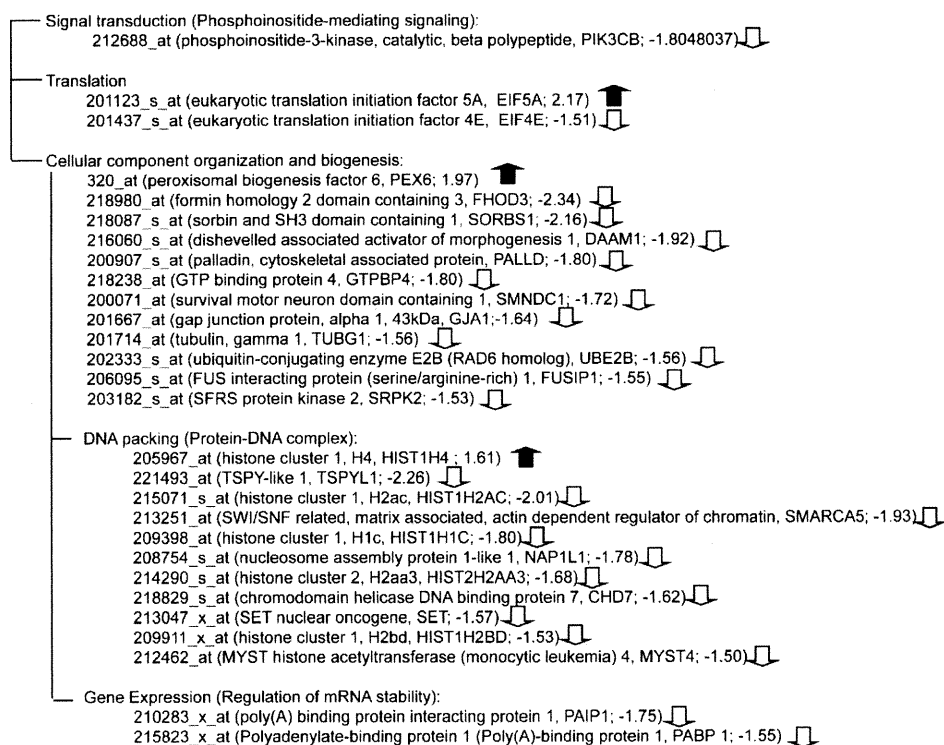 Signal transduction (Phosphoinositide-mediating signaling):
212688_at (phosphoinositide-3-kinase, catalytic, beta polypeptide, PIK3CB; -1.8048037)
Translation
201123_s_at (eukaryotic translation initiation factor 5A, EIF5A; 2.17)
201437_s_at (eukaryotic translation initiation factor 4E, EIF4E; -1.51)
Cellular component organization and biogenesis:
320_at (peroxisomal biogenesis factor 6, PEX6; 1.97)
218980_at (formin homology 2 domain containing 3, FHOD3; -2.34)
218087_s_at (sorbin and SH3 domain containing 1, SORBS1; -2.16)
216060_s_at (dishevelled associated activator of morphogenesis 1, DAAM1; -1.92)
200907_s_at (palladin, cytoskeletal associated protein, PALLD; -1.80)
218238_at (GTP binding protein 4, GTPBP4; -1.80)
200071_at (survival motor neuron domain containing 1, SMNDC1; -1.72)
201667_at (gap junction protein, alpha 1, 43kDa, GJA1;-1.64)
201714_at (tubulin, gamma 1, TUBG1; -1.56)
202333_s_at (ubiquitin-conjugating enzyme E2B (RAD6 homolog), UBE2B; -1.56)
206095_s_at (FUS interacting protein (serine/arginine-rich) 1, FUSIP1; -1.55)
203182_s_at (SFRS protein kinase 2, SRPK2; -1.53)
DNA packing (Protein-DNA complex):
205967_at (histone cluster 1, H4, HIST1H4 ; 1.61)
221493_at (TSPY-like 1, TSPYL1; -2.26)
215071_s_at (histone cluster 1, H2ac, HIST1H2AC; -2.01)
213251_at (SWI/SNF related, matrix associated, actin dependent regulator of chromatin, SMARCA5; -1.93)
209398_at (histone cluster 1, H1c, HIST1H1C; -1.80)
208754_s_at (nucleosome assembly protein 1-like 1, NAP1L1; -1.78)
214290_s_at (histone cluster 2, H2aa3, HIST2H2AA3; -1.68)
218829_s_at (chromodomain helicase DNA binding protein 7, CHD7; -1.62)
213047_x_at (SET nuclear oncogene, SET; -1.57)
209911_x_at (histone cluster 1, H2bd, HIST1H2BD; -1.53)
212462_at (MYST histone acetyltransferase (monocytic leukemia) 4, MYST4; -1.50)
Gene Expression (Regulation of mRNA stability):
210283_x_at (poly(A) binding protein interacting protein 1, PAIP1; -1.75)
215823_x_at (Polyadenylate-binding protein 1 (Poly(A)-binding protein 1, PABP 1; -1.55)